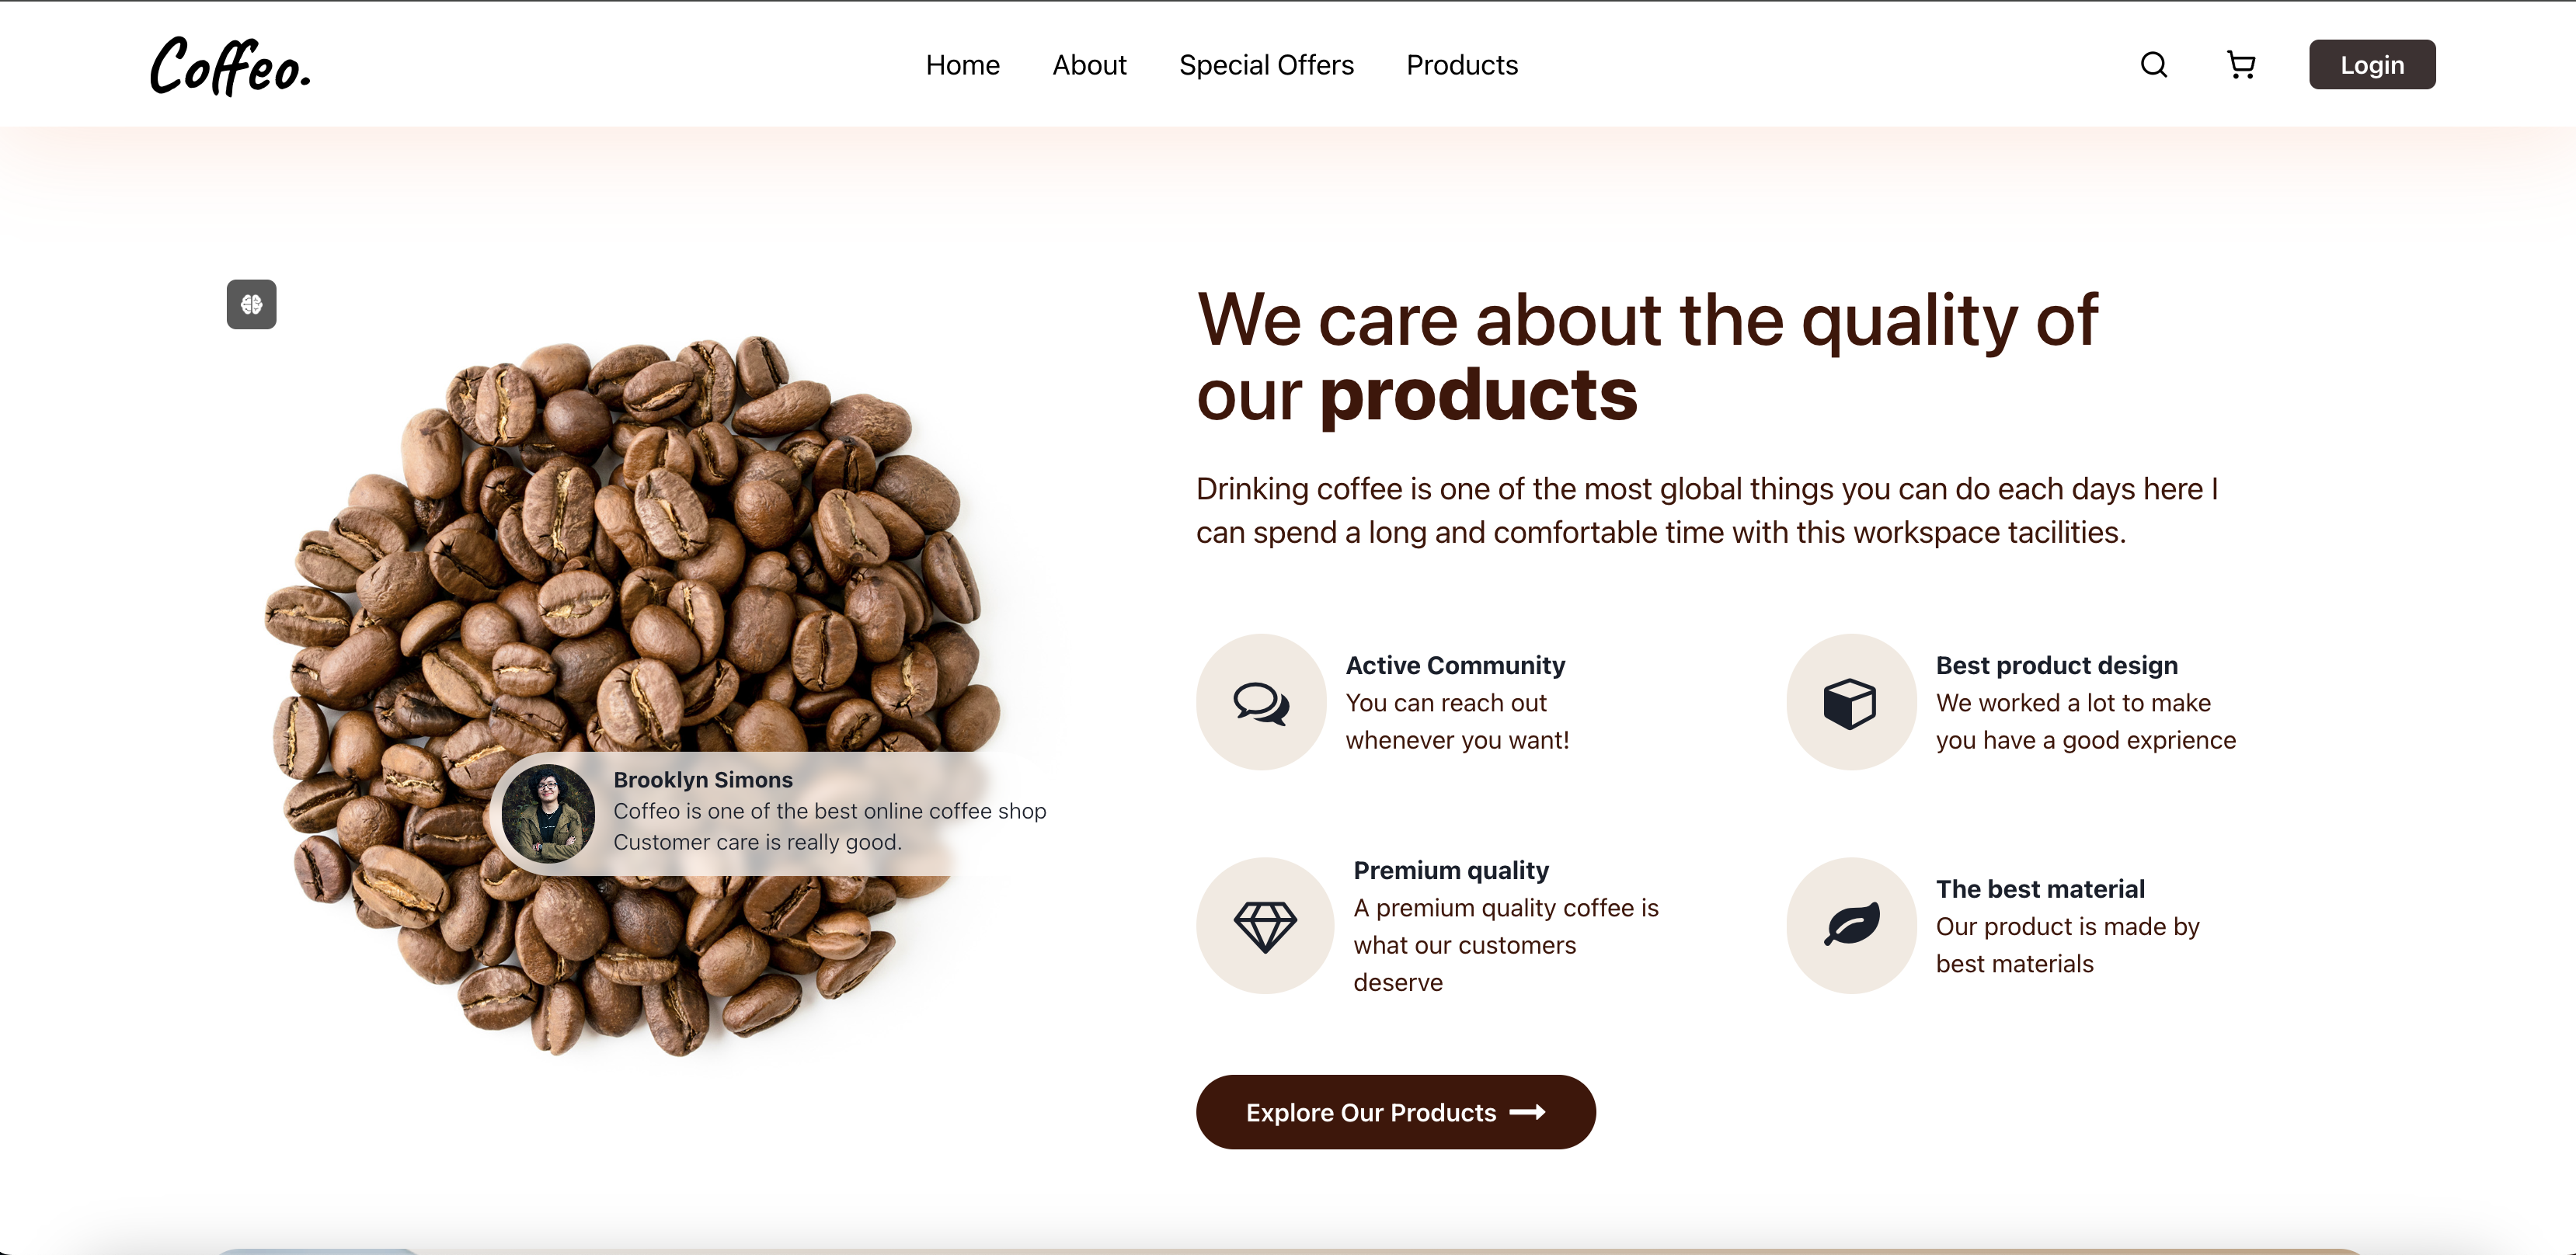 Coffeo.
Home
About
Special Offers
Products
Login
We care about the quality of
our products
Drinking coffee is one of the most global things you can do each days here I
can spend a long and comfortable time with this workspace tacilities.
Active Community
You can reach out
whenever you want!
Best product design
We worked a lot to make
you have a good exprience
Brooklyn Simons
Coffeo is one of the best online coffee shop
Customer care is really good.
Premium quality
A premium quality coffee is
what our customers
deserve
The best material
Our product is made by
best materials
Explore Our Products